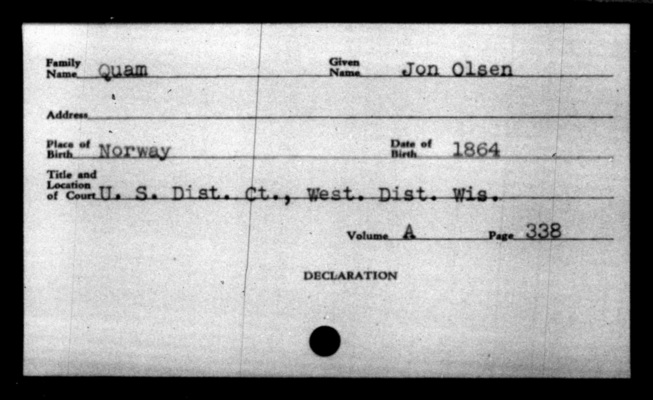 Family Name Quam Given Name Jon Olsen
Address
Place of Birth Norway Date of Birth 1864
Title and Location of Court U. S. Dist. Ct., West. Dist. Wis.
Volume A Page 338
DECLARATION